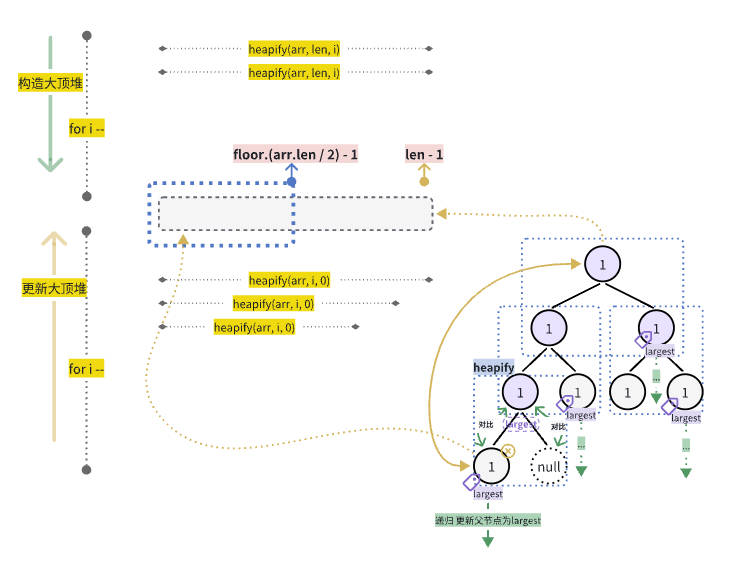 heapify(arr, len, i)
heapify(arr, len, i)
构造大顶堆
for i --
floor.(arr.len / 2) - 1
len - 1
更新大顶堆
heapify(arr, i, 0)
heapify(arr, i, 0)
heapify(arr, i, 0)
for i --
1
1
1
largest
heapify
1
1
1
1
...
largest
largest
对比
largest
对比
...
...
1
null
largest
递归 更新父节点为largest